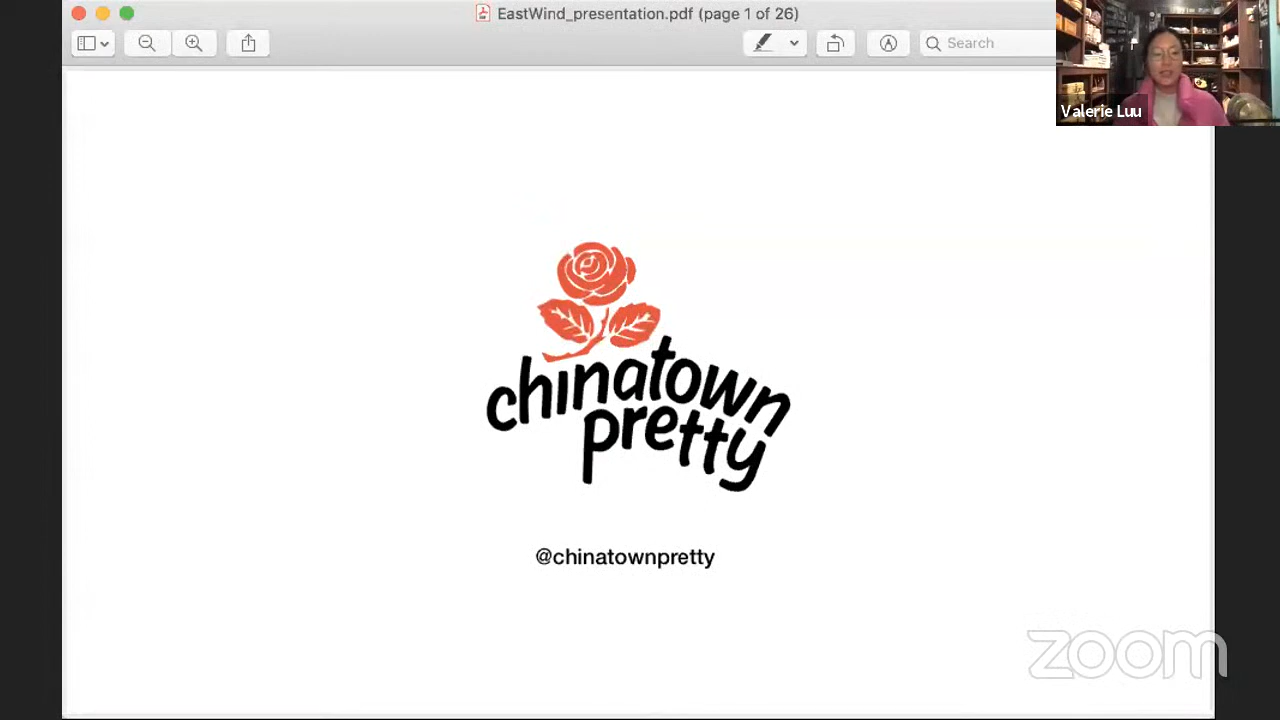 EastWind_presentation.pdf (page 1 of 26)
Search
Valerie Luu
chinatown
pretty
@chinatownpretty
zoom